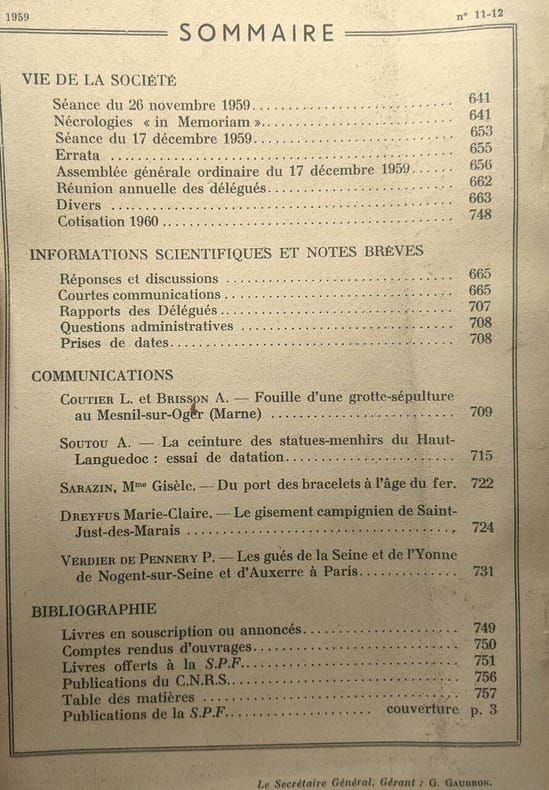 1959 n° 11-12
SOMMAIRE
VIE DE LA SOCIÉTÉ
Séance du 26 novembre 1959 641
Nécrologies « in Memoriam » 641
Séance du 17 décembre 1959 653
Errata 655
Assemblée générale ordinaire du 17 décembre 1959 656
Réunion annuelle des délégués 662
Divers 663
Cotisation 1960 748
INFORMATIONS SCIENTIFIQUES ET NOTES BRÈVES
Réponses et discussions 665
Courtes communications 665
Rapports des Délégués 707
Questions administratives 708
Prises de dates 708
COMMUNICATIONS
COUTIER L. et BRISSON A. — Fouille d'une grotte-sépulture
au Mesnil-sur-Oger (Marne) 709
SOUTOU A. — La ceinture des statues-menhirs du Haut-
Languedoc : essai de datation 715
SARAZIN, Mme Gisèle. — Du port des bracelets à l'âge du fer. 722
DREYFUS Marie-Claire. — Le gisement campignien de Saint-
Just-des-Marais 724
VERDIER DE PENNERY P. — Les gués de la Seine et de l'Yonne
de Nogent-sur-Seine et d'Auxerre à Paris 731
BIBLIOGRAPHIE
Livres en souscription ou annoncés 749
Comptes rendus d'ouvrages 750
Livres offerts à la S.P.F. 751
Publications du C.N.R.S. 756
Table des matières 757
Publications de la S.P.F. couverture p. 3
Le Secrétaire Général, Gérant : G. GAUDRON.